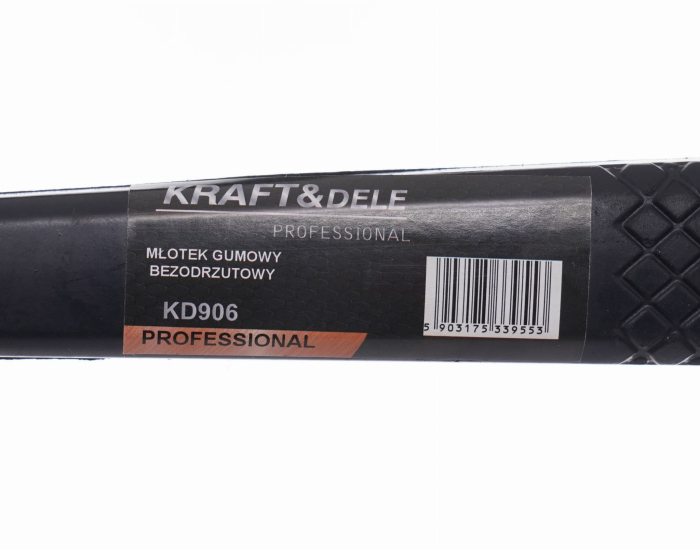 KRAFT&DELE
PROFESSIONAL
MŁOTEK GUMOWY
BEZODRZUTOWY
KD906
PROFESSIONAL
5 903175 339553